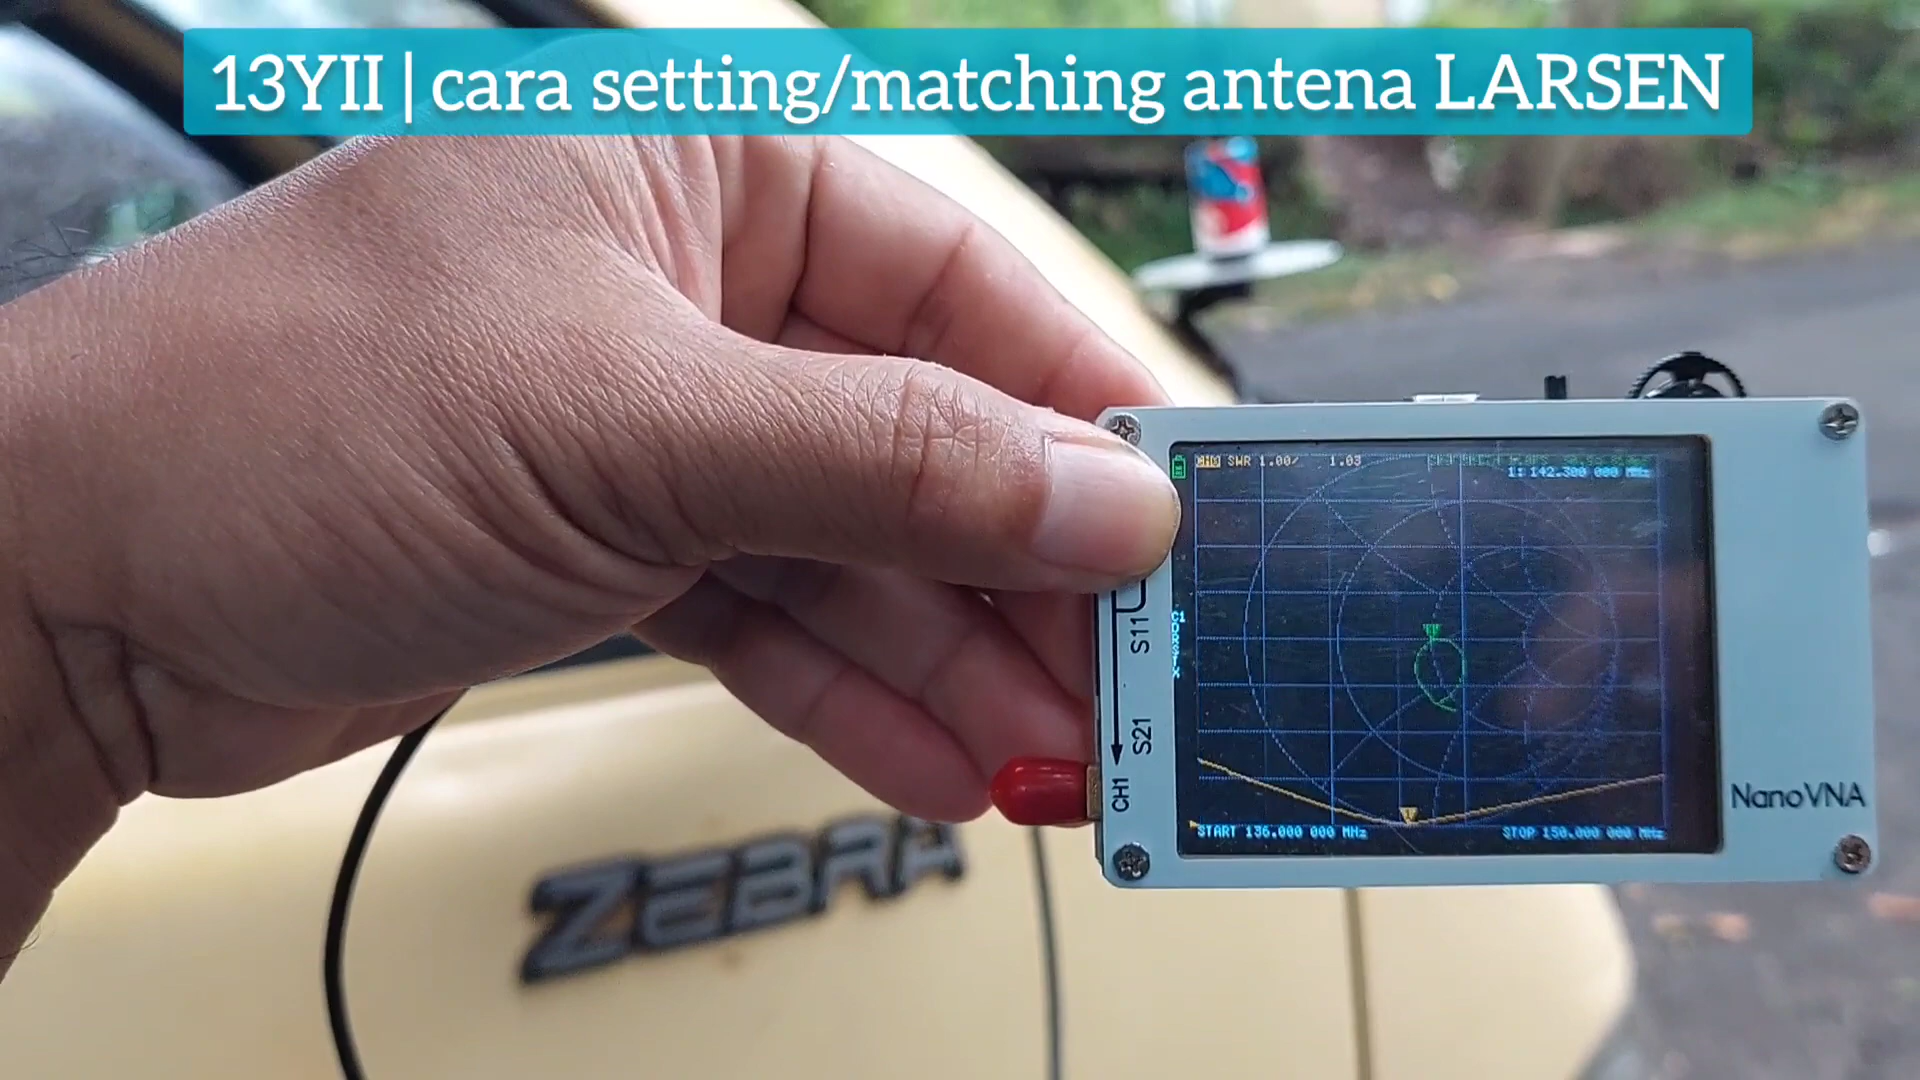 13YII | cara setting/matching antena LARSEN
CH0 SWR 1.00/ 1.03
1: 142.300 000 MHz
S11
S21
CH1
START 136.000 000 MHz STOP 150.000 000 MHz
NanoVNA
ZEBRA